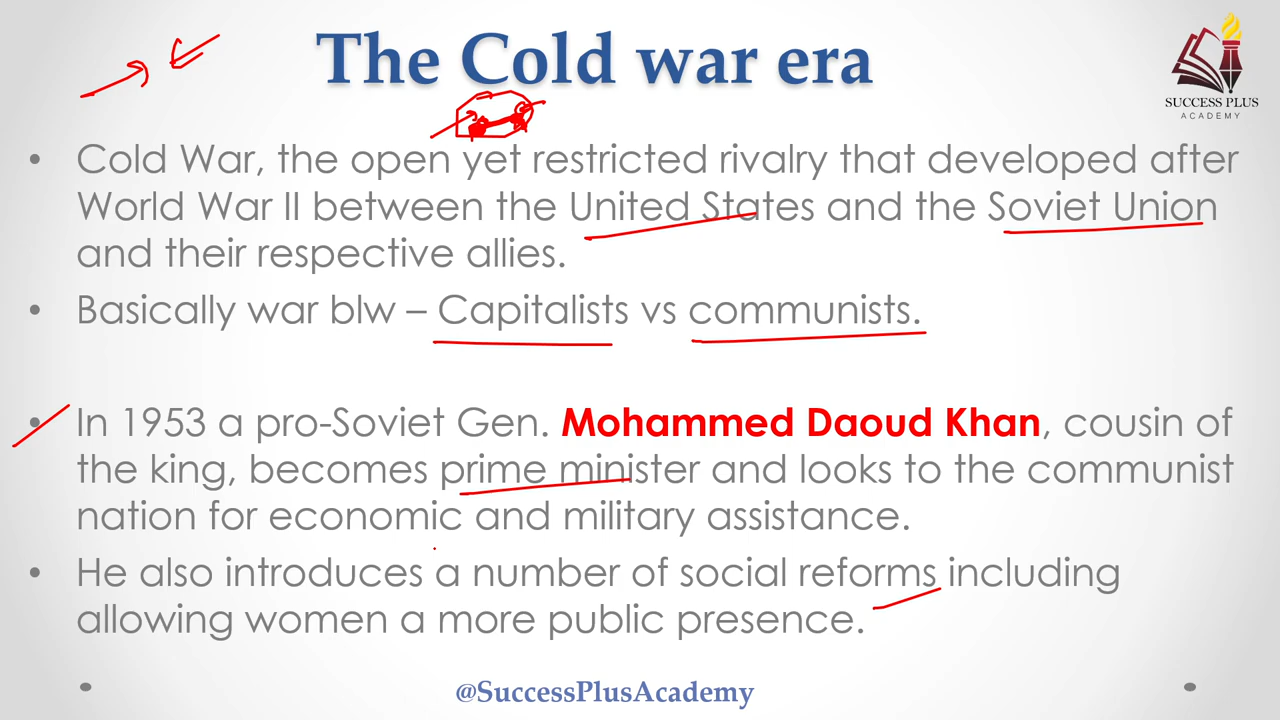 The Cold war era
SUCCESS PLUS
ACADEMY
• Cold War, the open yet restricted rivalry that developed after
World War II between the United States and the Soviet Union
and their respective allies.
• Basically war blw – Capitalists vs communists.
• In 1953 a pro-Soviet Gen. Mohammed Daoud Khan, cousin of
the king, becomes prime minister and looks to the communist
nation for economic and military assistance.
• He also introduces a number of social reforms including
allowing women a more public presence.
@SuccessPlusAcademy